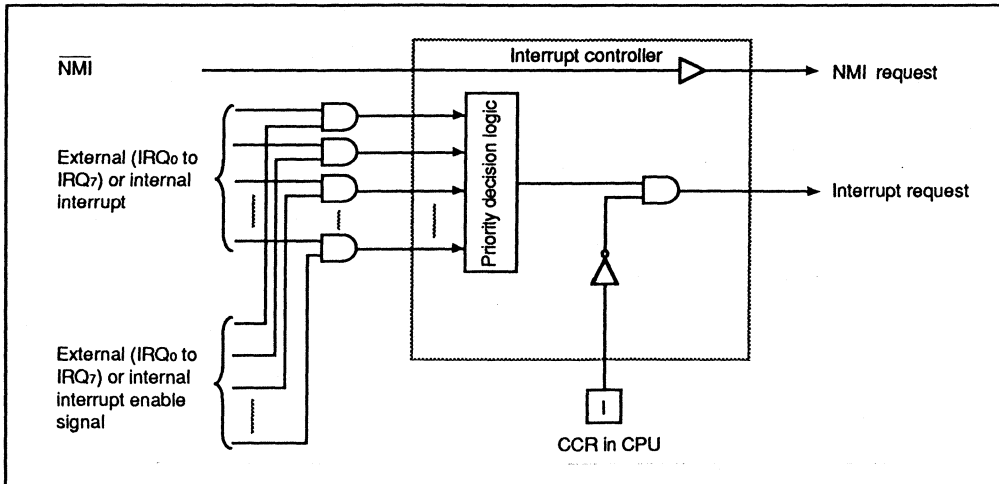 Interrupt controller
NMI
NMI request
External (IRQ0 to
IRQ7) or internal
interrupt
Priority decision logic
Interrupt request
External (IRQ0 to
IRQ7) or internal
interrupt enable
signal
I
CCR in CPU